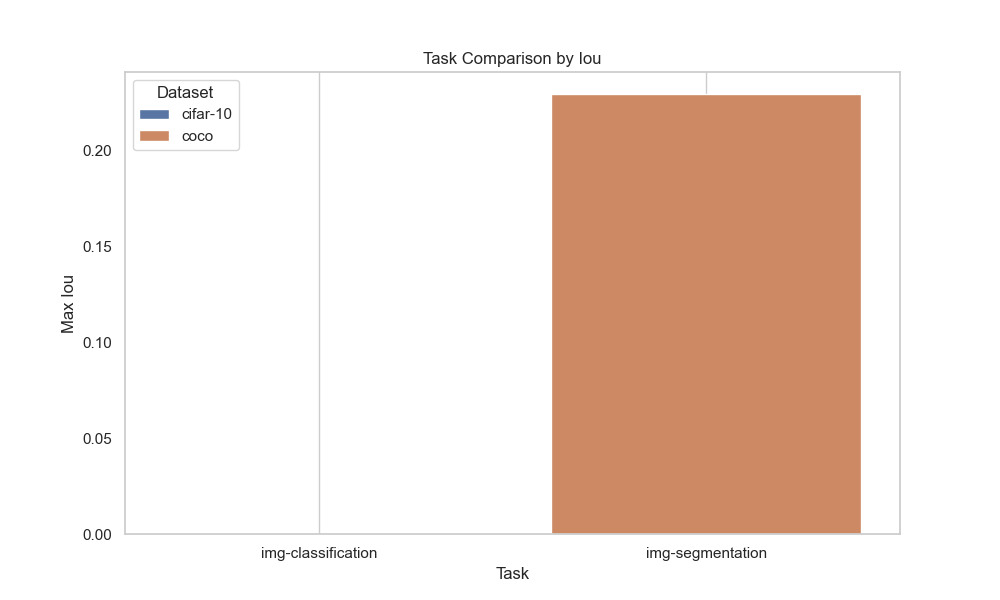 Task Comparison by Iou
Dataset
cifar-10
coco
0.20
0.15
0.10
0.05
0.00
Max Iou
img-classification
img-segmentation
Task